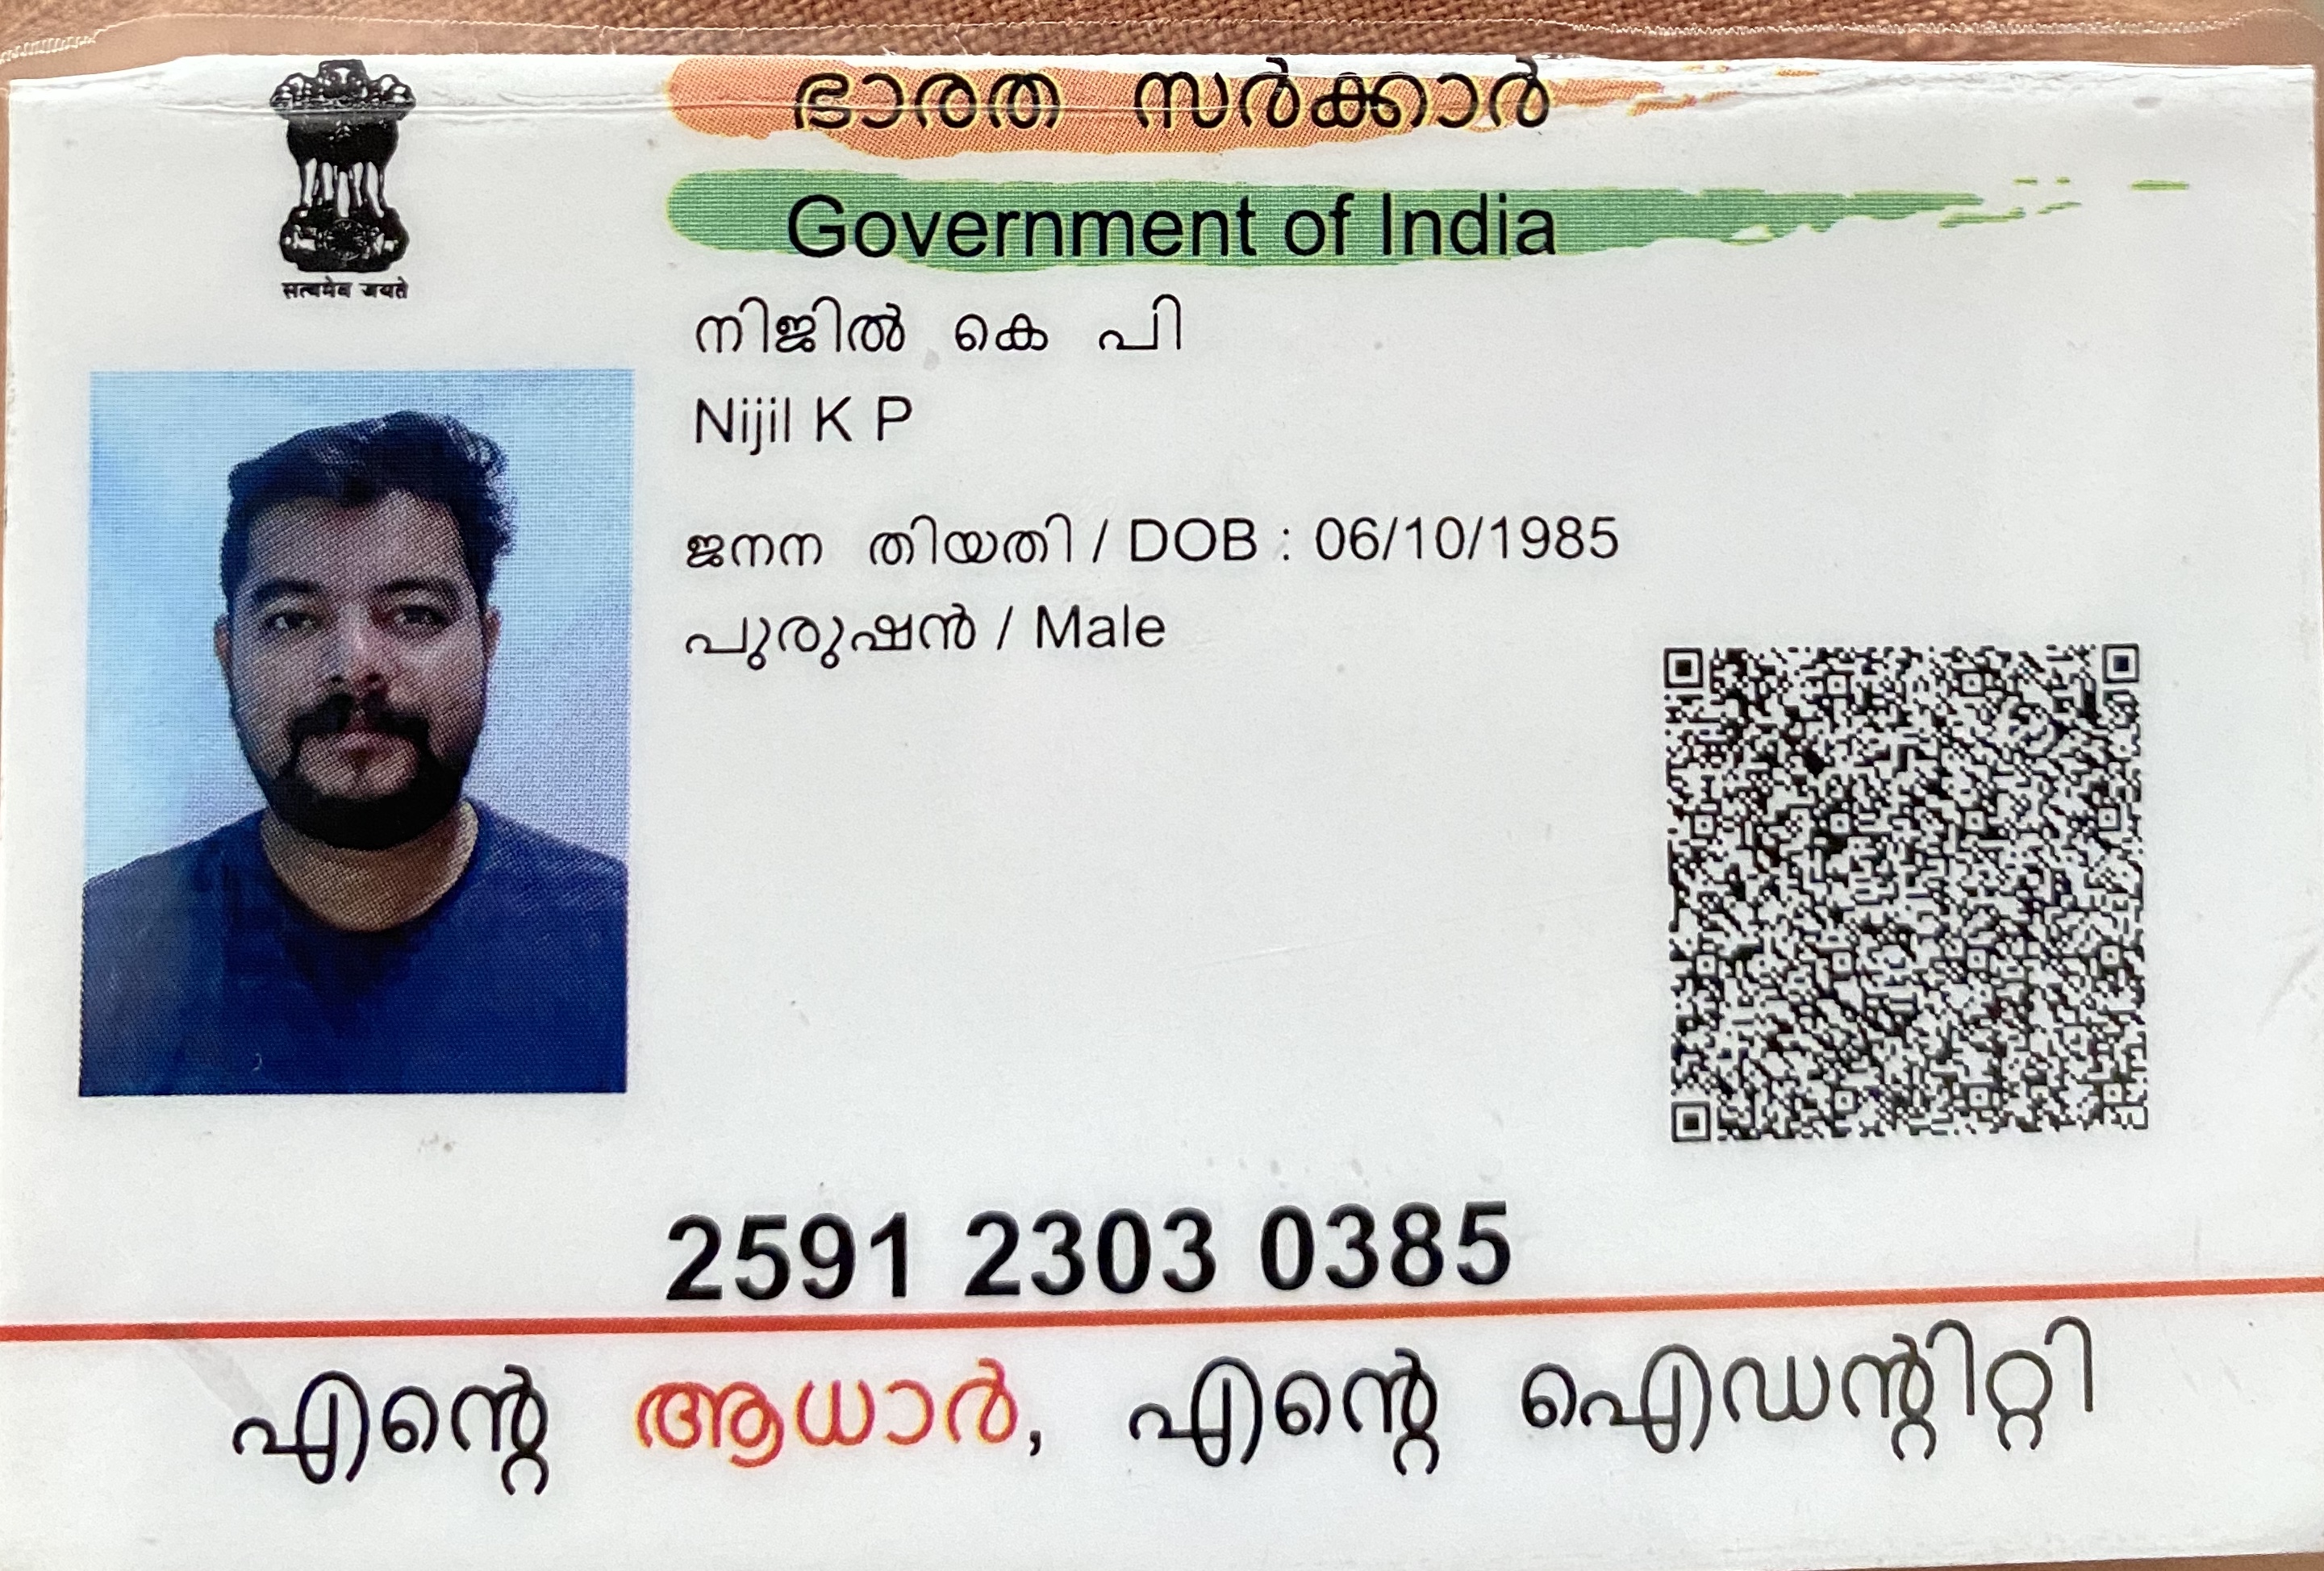 ഭാരത സർക്കാർ
Government of India
सत्यमेव जयते
നിജിൽ കെ പി
Nijil K P
ജനന തിയതി / DOB : 06/10/1985
പുരുഷൻ / Male
2591 2303 0385
എന്റെ ആധാർ, എന്റെ ഐഡന്റിറ്റി